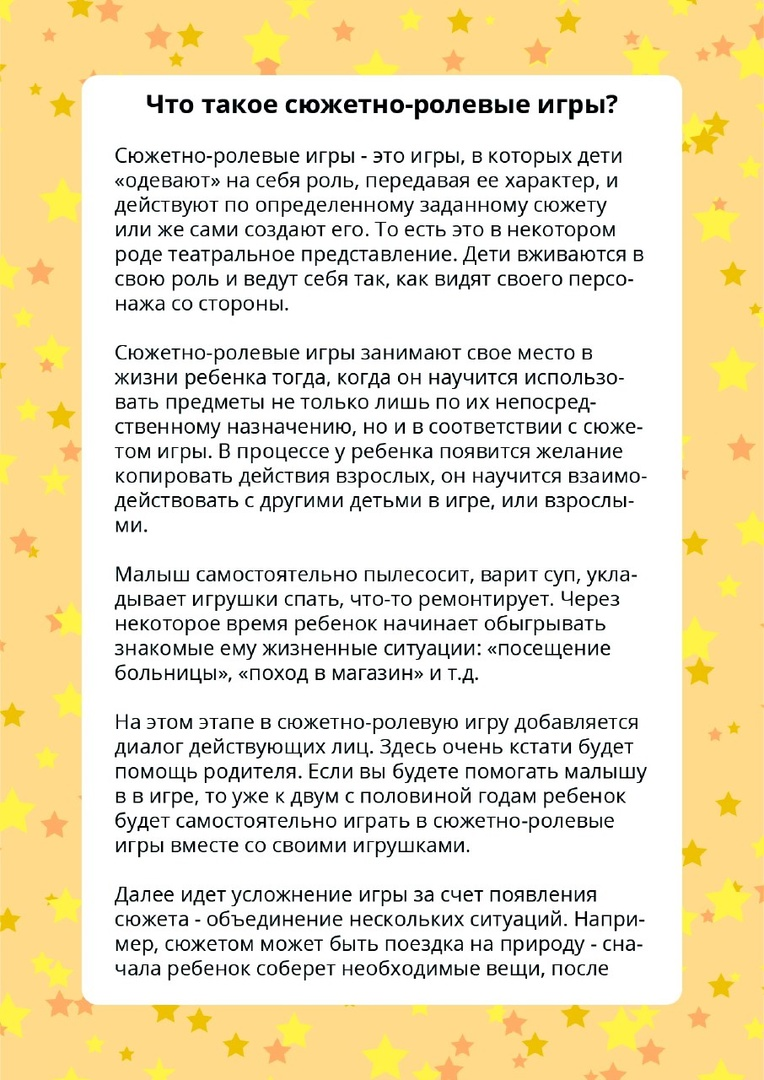 Что такое сюжетно-ролевые игры?
Сюжетно-ролевые игры - это игры, в которых дети
«одевают» на себя роль, передавая ее характер, и
действуют по определенному заданному сюжету
или же сами создают его. То есть это в некотором
роде театральное представление. Дети вживаются в
свою роль и ведут себя так, как видят своего персо-
нажа со стороны.
Сюжетно-ролевые игры занимают свое место в
жизни ребенка тогда, когда он научится использо-
вать предметы не только лишь по их непосред-
ственному назначению, но и в соответствии с сюже-
том игры. В процессе у ребенка появится желание
копировать действия взрослых, он научится взаимо-
действовать с другими детьми в игре, или взрослы-
ми.
Малыш самостоятельно пылесосит, варит суп, укла-
дывает игрушки спать, что-то ремонтирует. Через
некоторое время ребенок начинает обыгрывать
знакомые ему жизненные ситуации: «посещение
больницы», «поход в магазин» и т.д.
На этом этапе в сюжетно-ролевую игру добавляется
диалог действующих лиц. Здесь очень кстати будет
помощь родителя. Если вы будете помогать малышу
в в игре, то уже к двум с половиной годам ребенок
будет самостоятельно играть в сюжетно-ролевые
игры вместе со своими игрушками.
Далее идет усложнение игры за счет появления
сюжета - объединение нескольких ситуаций. Напри-
мер, сюжетом может быть поездка на природу - сна-
чала ребенок соберет необходимые вещи, после